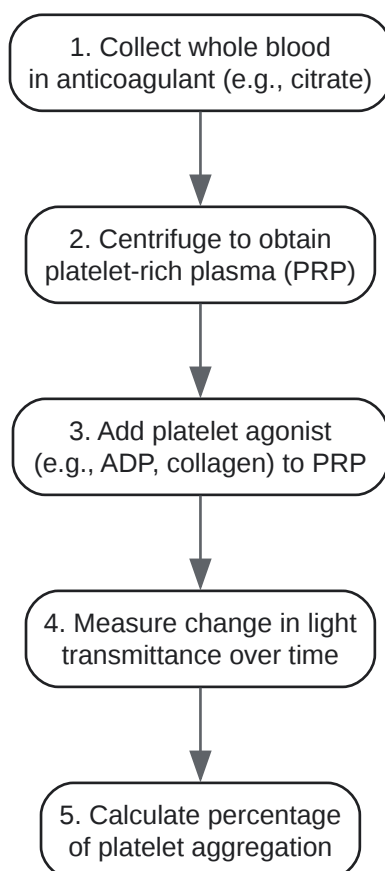 1. Collect whole blood
in anticoagulant (e.g., citrate)
2. Centrifuge to obtain
platelet-rich plasma (PRP)
3. Add platelet agonist
(e.g., ADP, collagen) to PRP
4. Measure change in light
transmittance over time
5. Calculate percentage
of platelet aggregation